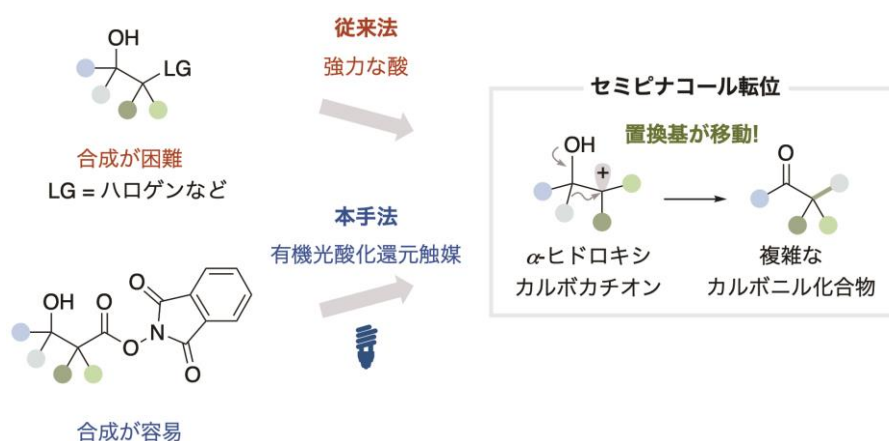 OH
LG
合成が困難
LG = ハロゲンなど
従来法
強力な酸
本手法
有機光酸化還元触媒
OH
O
O
N
O
O
合成が容易
セミピナコール転位
置換基が移動!
OH
+
O
α-ヒドロキシ
カルボカチオン
複雑な
カルボニル化合物